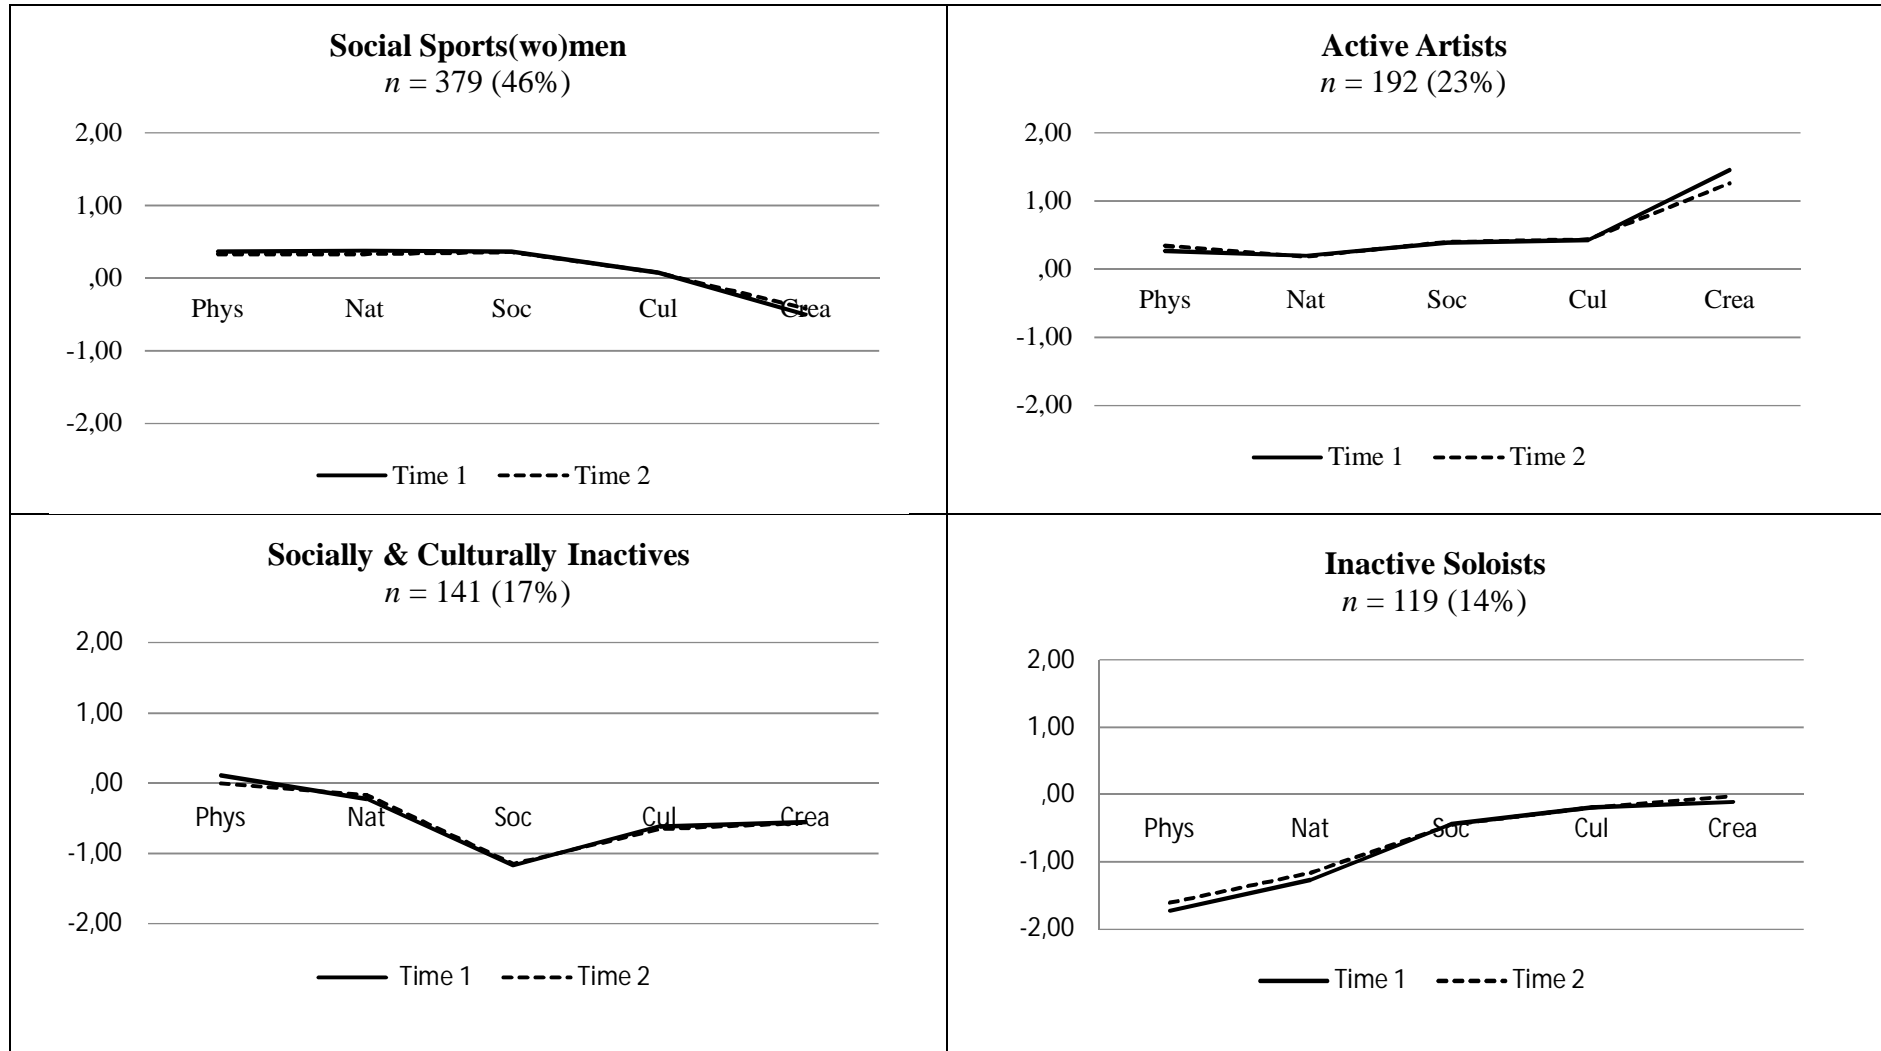 Social Sports(wo)men
n = 379 (46%)
2,00
1,00
,00
Phys Nat Soc Cul Crea
-1,00
-2,00
Time 1 Time 2
Active Artists
n = 192 (23%)
2,00
1,00
,00
Phys Nat Soc Cul Crea
-1,00
-2,00
Time 1 Time 2
Socially & Culturally Inactives
n = 141 (17%)
2,00
1,00
,00
Phys Nat Soc Cul Crea
-1,00
-2,00
Time 1 Time 2
Inactive Soloists
n = 119 (14%)
2,00
1,00
,00
Phys Nat Soc Cul Crea
-1,00
-2,00
Time 1 Time 2